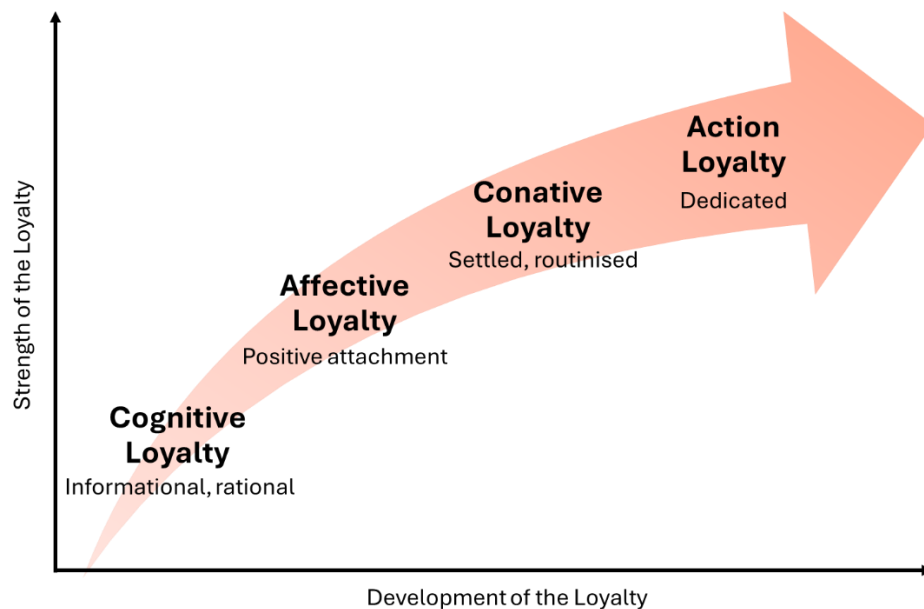 Strength of the Loyalty
Action
Loyalty
Dedicated
Conative
Loyalty
Settled, routinised
Affective
Loyalty
Positive attachment
Cognitive
Loyalty
Informational, rational
Development of the Loyalty